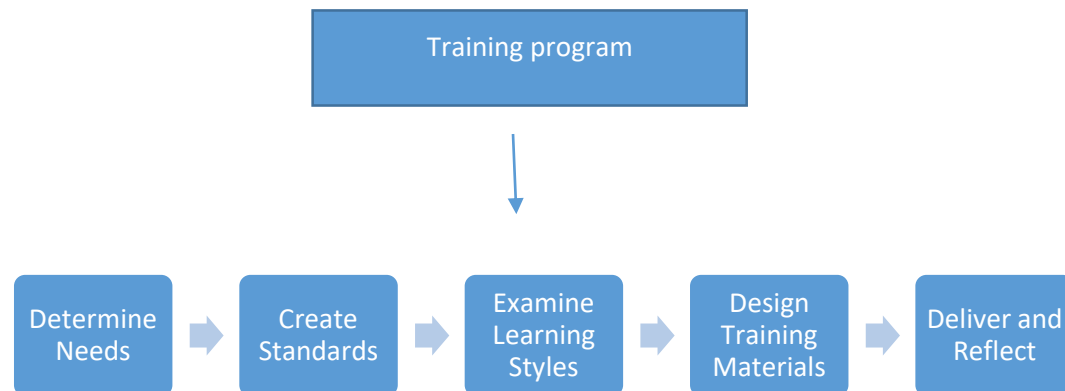 Training program
Determine
Needs
Create
Standards
Examine
Learning
Styles
Design
Training
Materials
Deliver and
Reflect